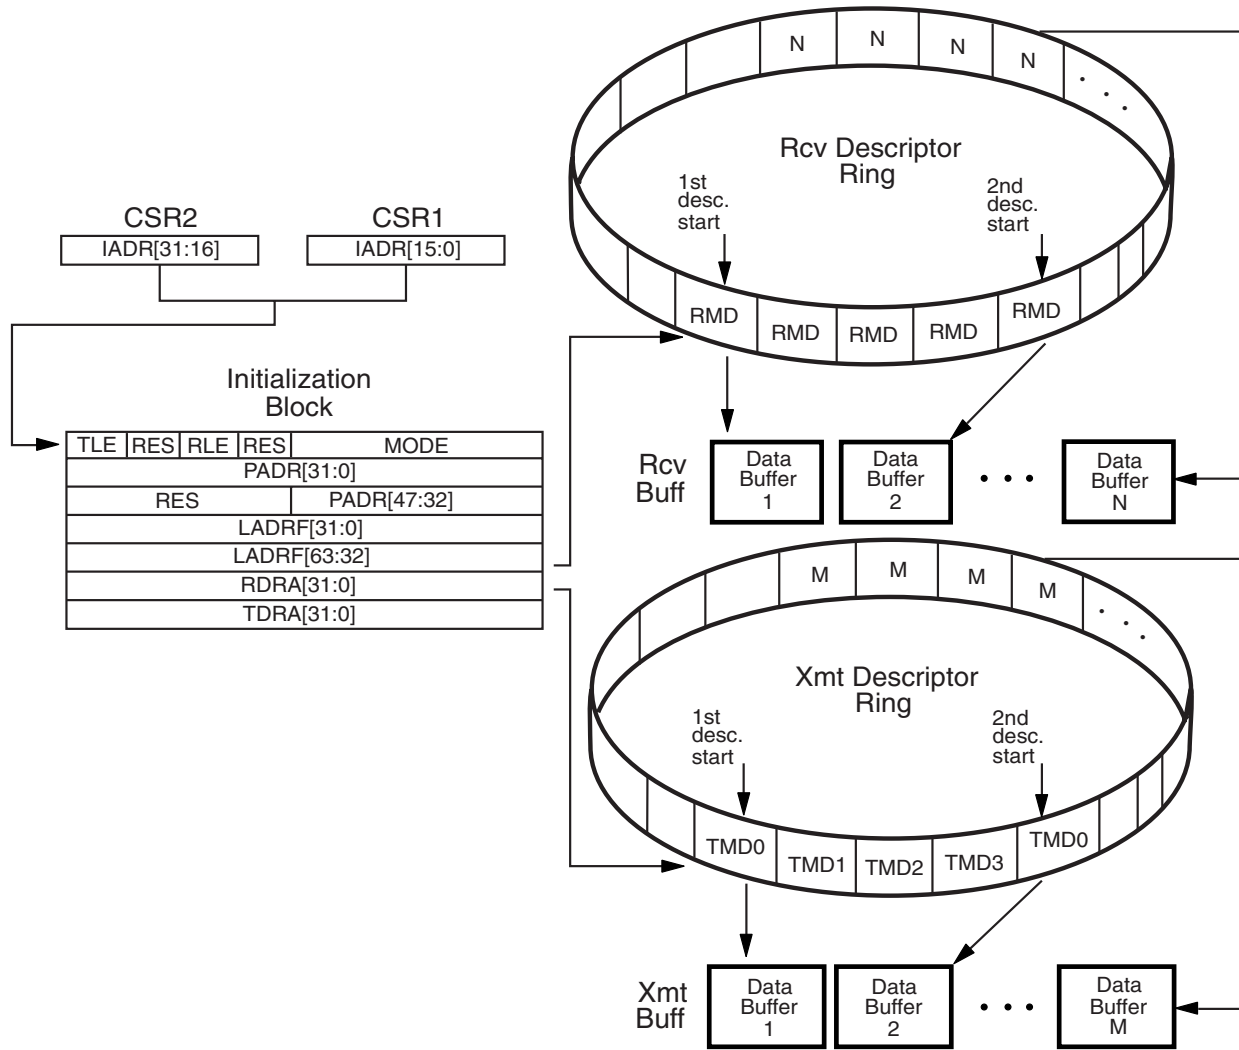 N
N
N
N
. . .
Rcv Descriptor
Ring
1st
desc.
start
2nd
desc.
start
RMD
RMD
RMD
RMD
RMD
CSR2
CSR1
IADR[31:16]
IADR[15:0]
Initialization
Block
TLE RES RLE RES MODE
PADR[31:0]
RES PADR[47:32]
LADRF[31:0]
LADRF[63:32]
RDRA[31:0]
TDRA[31:0]
Rcv
Buff
Data
Buffer
1
Data
Buffer
2
• • •
Data
Buffer
N
M
M
M
M
. . .
Xmt Descriptor
Ring
1st
desc.
start
2nd
desc.
start
TMD0
TMD1
TMD2
TMD3
TMD0
Xmt
Buff
Data
Buffer
1
Data
Buffer
2
• • •
Data
Buffer
M